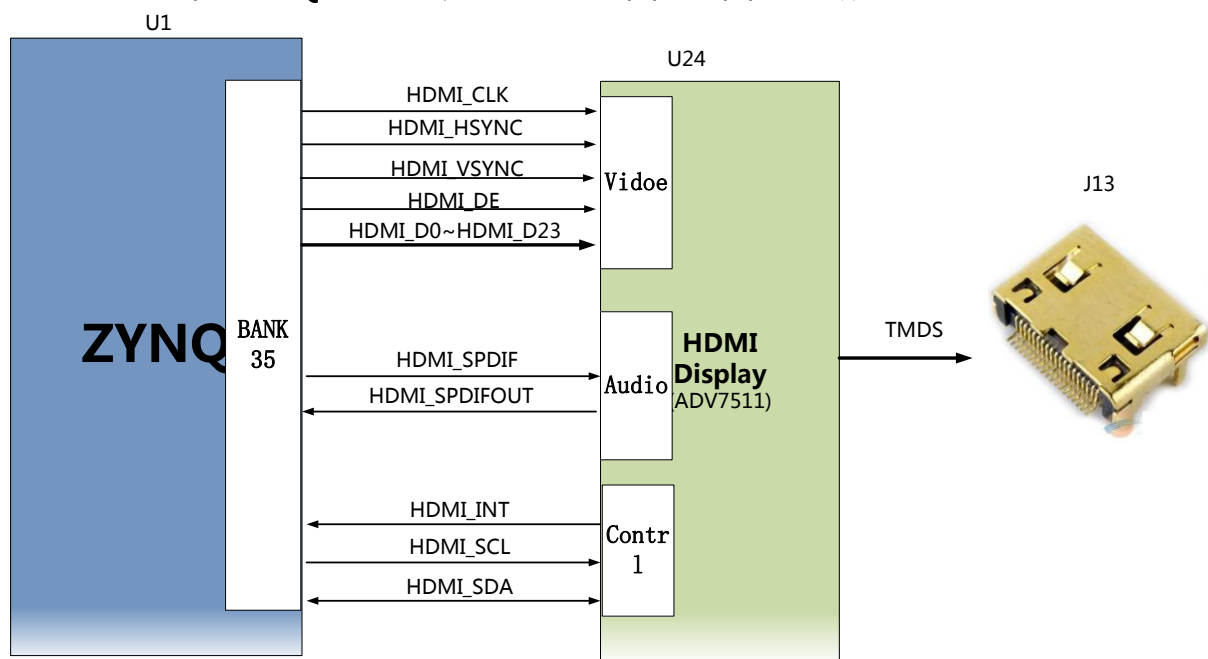 U1
U24
HDMI_CLK
HDMI_HSYNC
HDMI_VSYNC
HDMI_DE
HDMI_D0~HDMI_D23
Vidoe
J13
ZYNQ
BANK
35
HDMI_SPDIF
HDMI_SPDIFOUT
Audio
HDMI
Display
(ADV7511)
TMDS
HDMI_INT
HDMI_SCL
HDMI_SDA
Contr
l